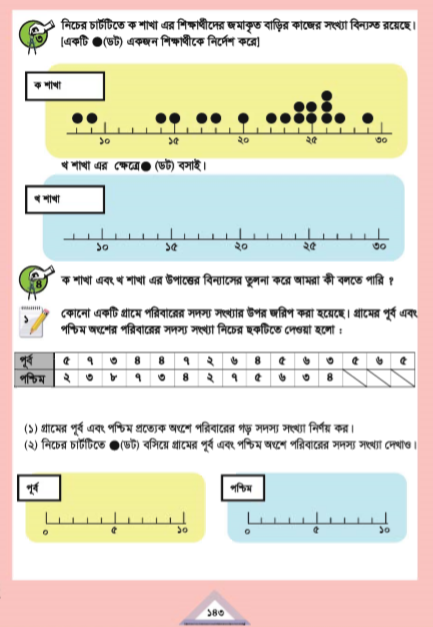 ৩ নিচের চার্টটিতে ক শাখা এর শিক্ষার্থীদের জমাকৃত বাড়ির কাজের সংখ্যা বিন্যস্ত রয়েছে।
[একটি ●(ডট) একজন শিক্ষার্থীকে নির্দেশ করে]
ক শাখা
১০ ১৫ ২০ ২৫ ৩০
খ শাখা এর ক্ষেত্রে ● (ডট) বসাই।
খ শাখা
১০ ১৫ ২০ ২৫ ৩০
৪ ক শাখা এবং খ শাখা এর উপাত্তের বিন্যাসের তুলনা করে আমরা কী বলতে পারি ?
১ কোনো একটি গ্রামে পরিবারের সদস্য সংখ্যার উপর জরিপ করা হয়েছে। গ্রামের পূর্ব এবং
পশ্চিম অংশের পরিবারের সদস্য সংখ্যা নিচের ছকটিতে দেওয়া হলো :
পূর্ব ৫ ৭ ৩ ৪ ৪ ৭ ২ ৬ ৪ ৫ ৬ ৩ ৫ ৬ ৫
পশ্চিম ২ ৩ ৮ ৭ ৩ ৪ ২ ৭ ৫ ৬ ৩ ৪
(১) গ্রামের পূর্ব এবং পশ্চিম প্রত্যেক অংশে পরিবারের গড় সদস্য সংখ্যা নির্ণয় কর।
(২) নিচের চার্টটিতে ●(ডট) বসিয়ে গ্রামের পূর্ব এবং পশ্চিম অংশে পরিবারের সদস্য সংখ্যা দেখাও।
পূর্ব পশ্চিম
০ ৫ ১০ ০ ৫ ১০
১৪৩